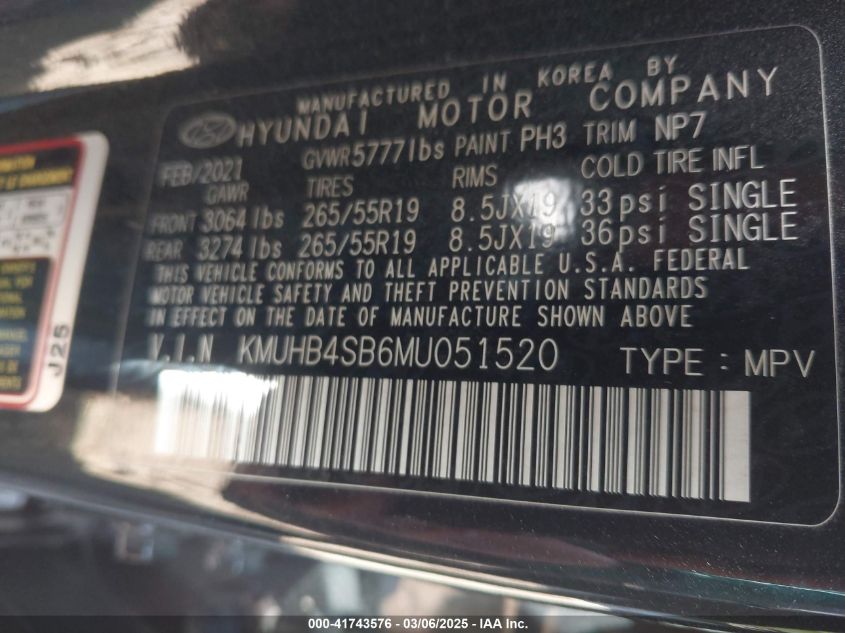 MANUFACTURED IN KOREA BY
HYUNDAI MOTOR COMPANY
FEB/2021 GVWR 5777lbs PAINT PH3 TRIM NP7
GAWR TIRES RIMS COLD TIRE INFL
FRONT 3064lbs 265/55R19 8.5JX19 33psi SINGLE
REAR 3274lbs 265/55R19 8.5JX19 36psi SINGLE
THIS VEHICLE CONFORMS TO ALL APPLICABLE U.S.A. FEDERAL
MOTOR VEHICLE SAFETY AND THEFT PREVENTION STANDARDS
IN EFFECT ON THE DATE OF MANUFACTURE SHOWN ABOVE
V.I.N KMUHB4SB6MU051520 TYPE: MPV
J25
000-41743576 - 03/06/2025 - IAA Inc.